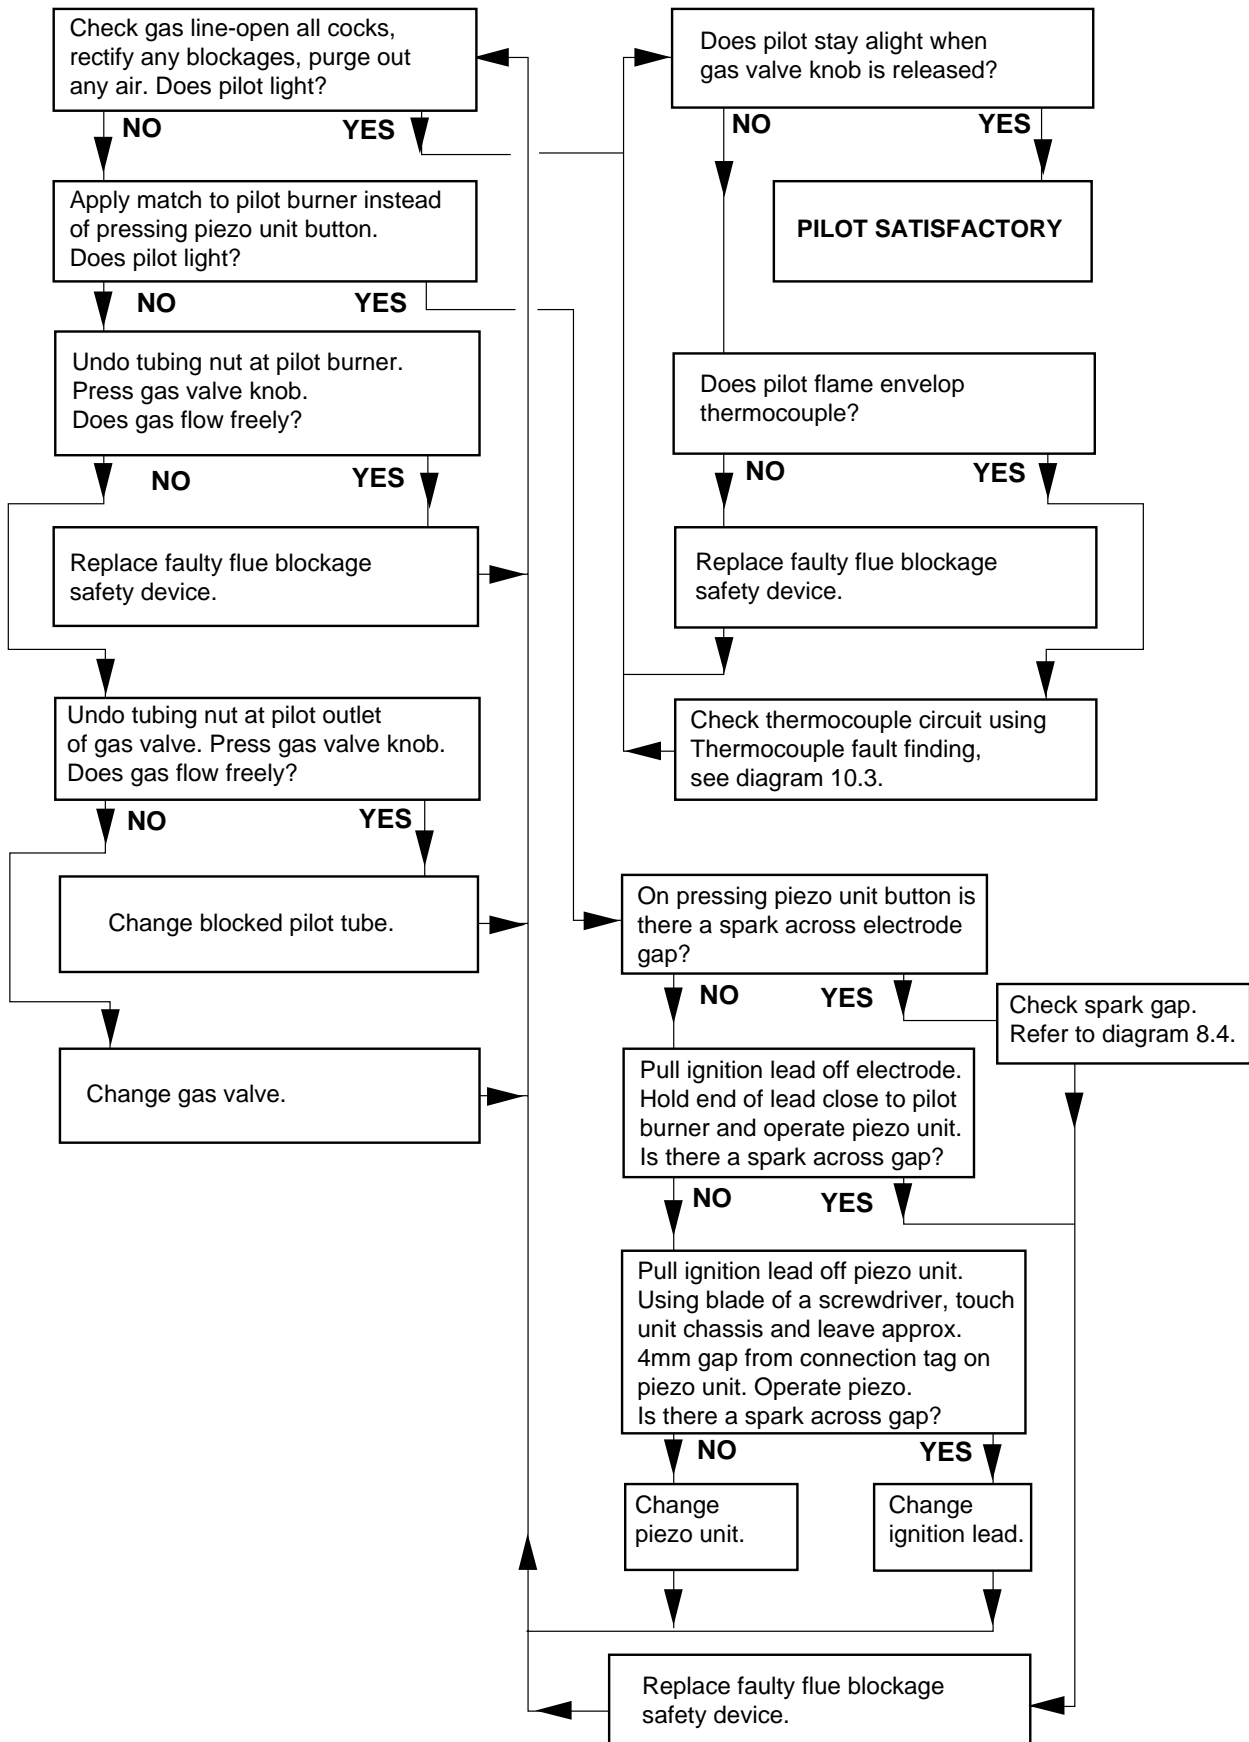 Check gas line-open all cocks,
rectify any blockages, purge out
any air. Does pilot light?
NO
YES
Apply match to pilot burner instead
of pressing piezo unit button.
Does pilot light?
NO
YES
Undo tubing nut at pilot burner.
Press gas valve knob.
Does gas flow freely?
NO
YES
Replace faulty flue blockage
safety device.
Undo tubing nut at pilot outlet
of gas valve. Press gas valve knob.
Does gas flow freely?
NO
YES
Change blocked pilot tube.
Change gas valve.
Does pilot stay alight when
gas valve knob is released?
NO
YES
PILOT SATISFACTORY
Does pilot flame envelop
thermocouple?
NO
YES
Replace faulty flue blockage
safety device.
Check thermocouple circuit using
Thermocouple fault finding,
see diagram 10.3.
On pressing piezo unit button is
there a spark across electrode
gap?
NO
YES
Check spark gap.
Refer to diagram 8.4.
Pull ignition lead off electrode.
Hold end of lead close to pilot
burner and operate piezo unit.
Is there a spark across gap?
NO
YES
Pull ignition lead off piezo unit.
Using blade of a screwdriver, touch
unit chassis and leave approx.
4mm gap from connection tag on
piezo unit. Operate piezo.
Is there a spark across gap?
NO
YES
Change
piezo unit.
Change
ignition lead.
Replace faulty flue blockage
safety device.